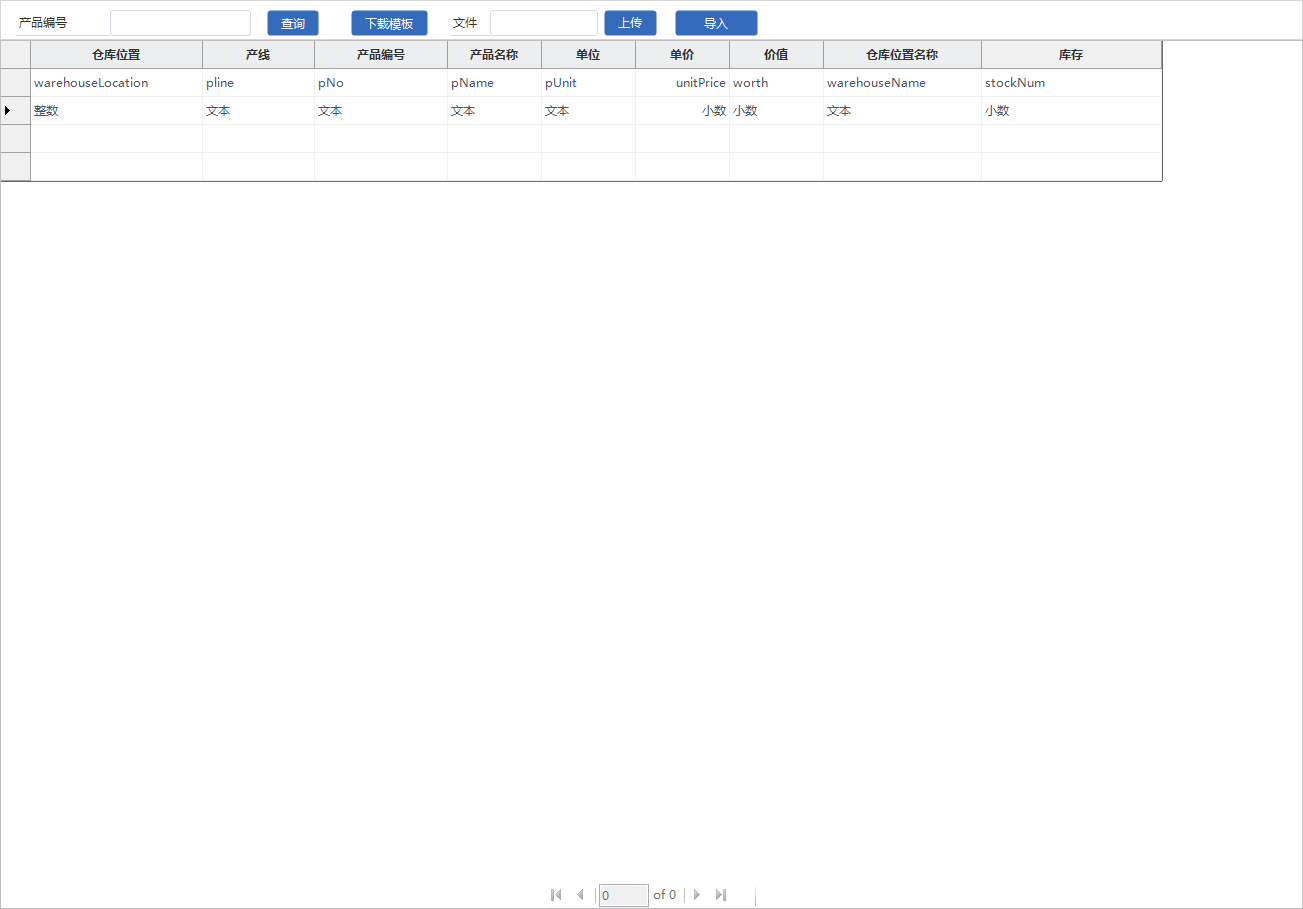 产品编号 查询 下载模板 文件 上传 导入
仓库位置 产线 产品编号 产品名称 单位 单价 价值 仓库位置名称 库存
warehouseLocation pline pNo pName pUnit unitPrice worth warehouseName stockNum
整数 文本 文本 文本 文本 小数 小数 文本 小数
0 of 0